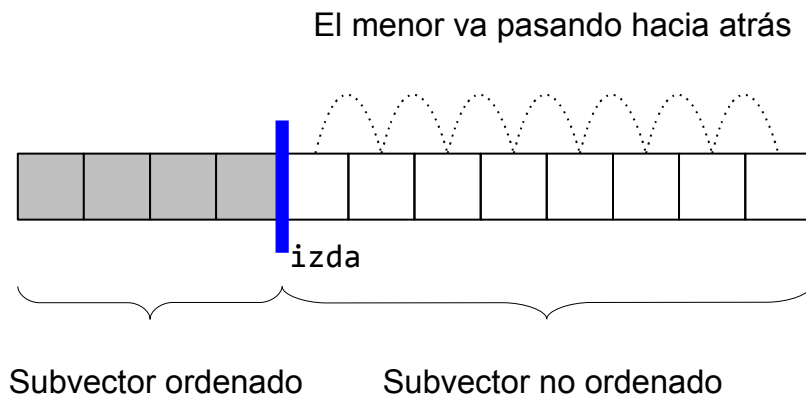 El menor va pasando hacia atrás
izda
Subvector ordenado
Subvector no ordenado